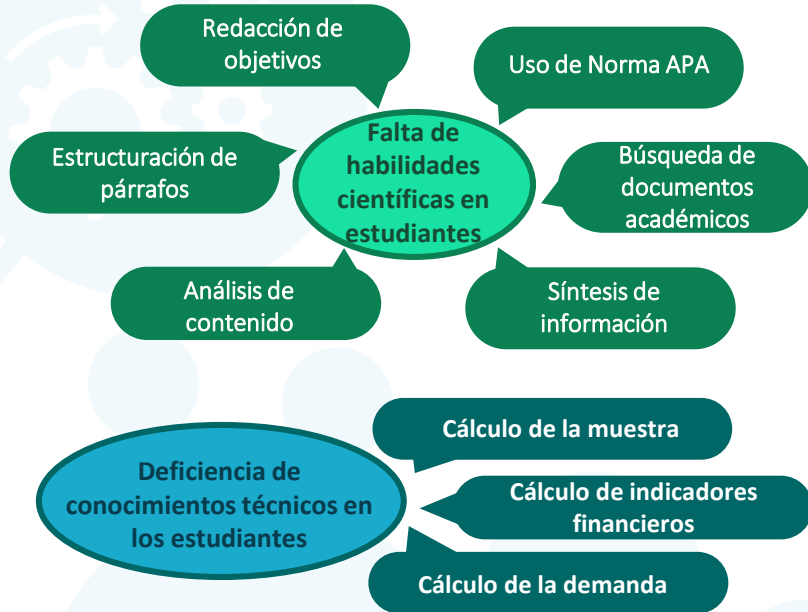 Redacción de
objetivos
Uso de Norma APA
Falta de
habilidades
científicas en
estudiantes
Estructuración de
párrafos
Búsqueda de
documentos
académicos
Análisis de
contenido
Síntesis de
información
Cálculo de la muestra
Deficiencia de
conocimientos técnicos en
los estudiantes
Cálculo de indicadores
financieros
Cálculo de la demanda